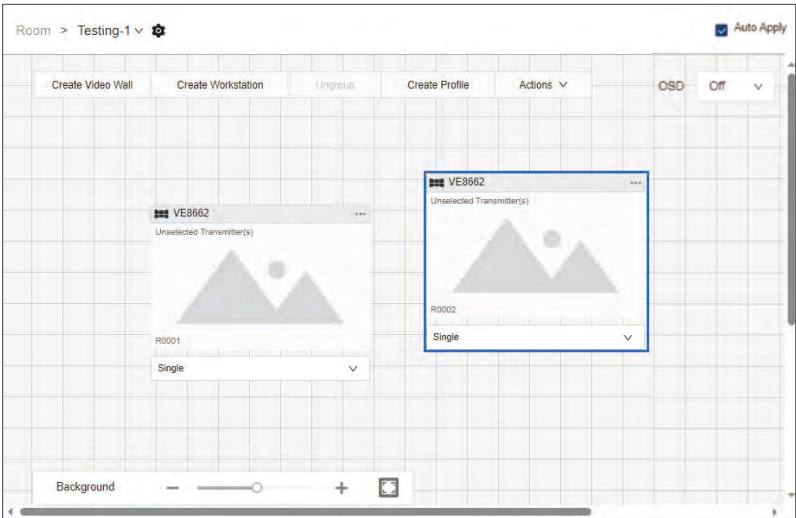 Room > Testing-1
Auto Apply
Create Video Wall
Create Workstation
Ungroup
Create Profile
Actions
OSD
Off
VE8662
Unselected Transmitter(s)
R0001
Single
VE8662
Unselected Transmitter(s)
R0002
Single
Background